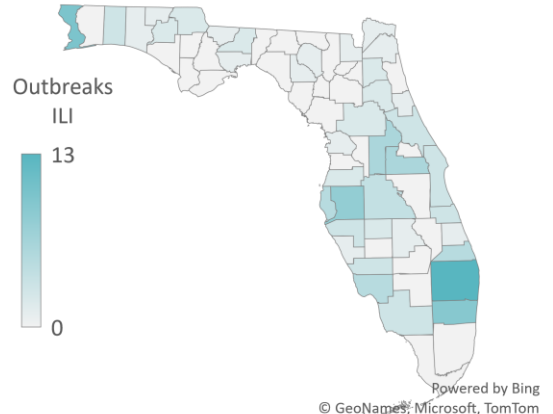 Outbreaks
ILI
13
0
Powered by Bing
© GeoNames, Microsoft, TomTom